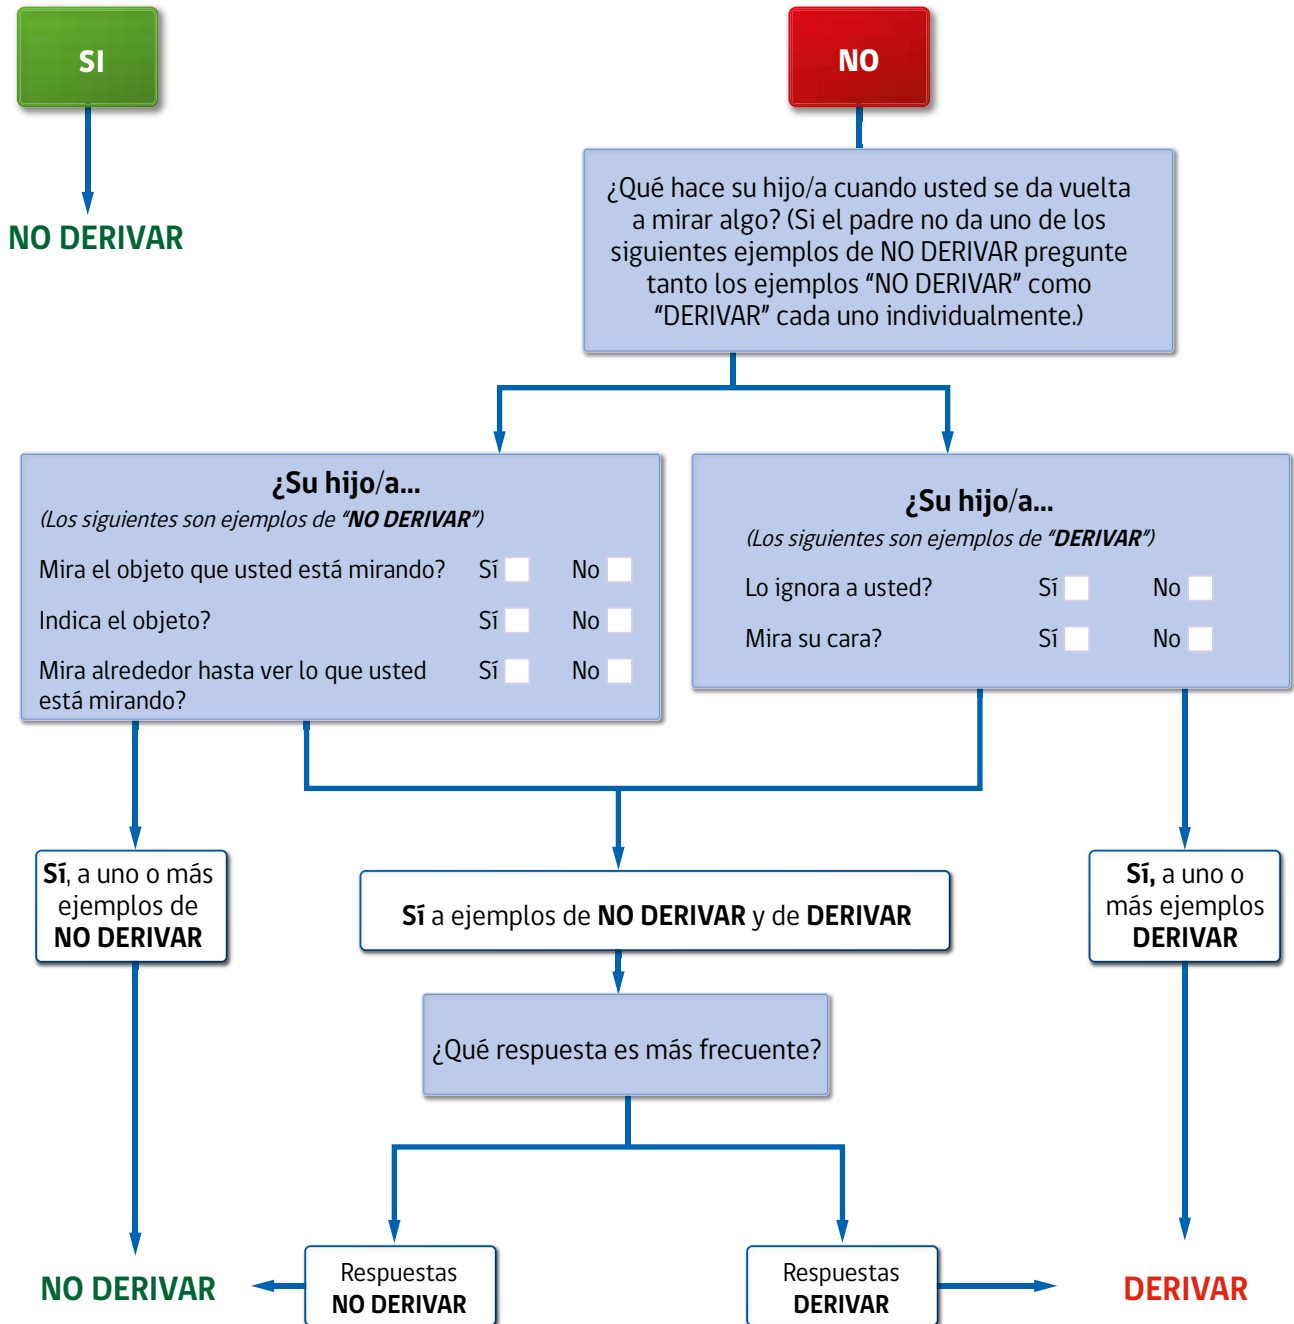 SI
NO
NO DERIVAR
¿Qué hace su hijo/a cuando usted se da vuelta
a mirar algo? (Si el padre no da uno de los
siguientes ejemplos de NO DERIVAR pregunte
tanto los ejemplos "NO DERIVAR" como
"DERIVAR" cada uno individualmente.)
¿Su hijo/a...
(Los siguientes son ejemplos de "NO DERIVAR")
Mira el objeto que usted está mirando? Sí No
Indica el objeto? Sí No
Mira alrededor hasta ver lo que usted Sí No
está mirando?
¿Su hijo/a...
(Los siguientes son ejemplos de "DERIVAR")
Lo ignora a usted? Sí No
Mira su cara? Sí No
Sí, a uno o más
ejemplos de
NO DERIVAR
Sí a ejemplos de NO DERIVAR y de DERIVAR
Sí, a uno o
más ejemplos
DERIVAR
¿Qué respuesta es más frecuente?
NO DERIVAR
Respuestas
NO DERIVAR
Respuestas
DERIVAR
DERIVAR